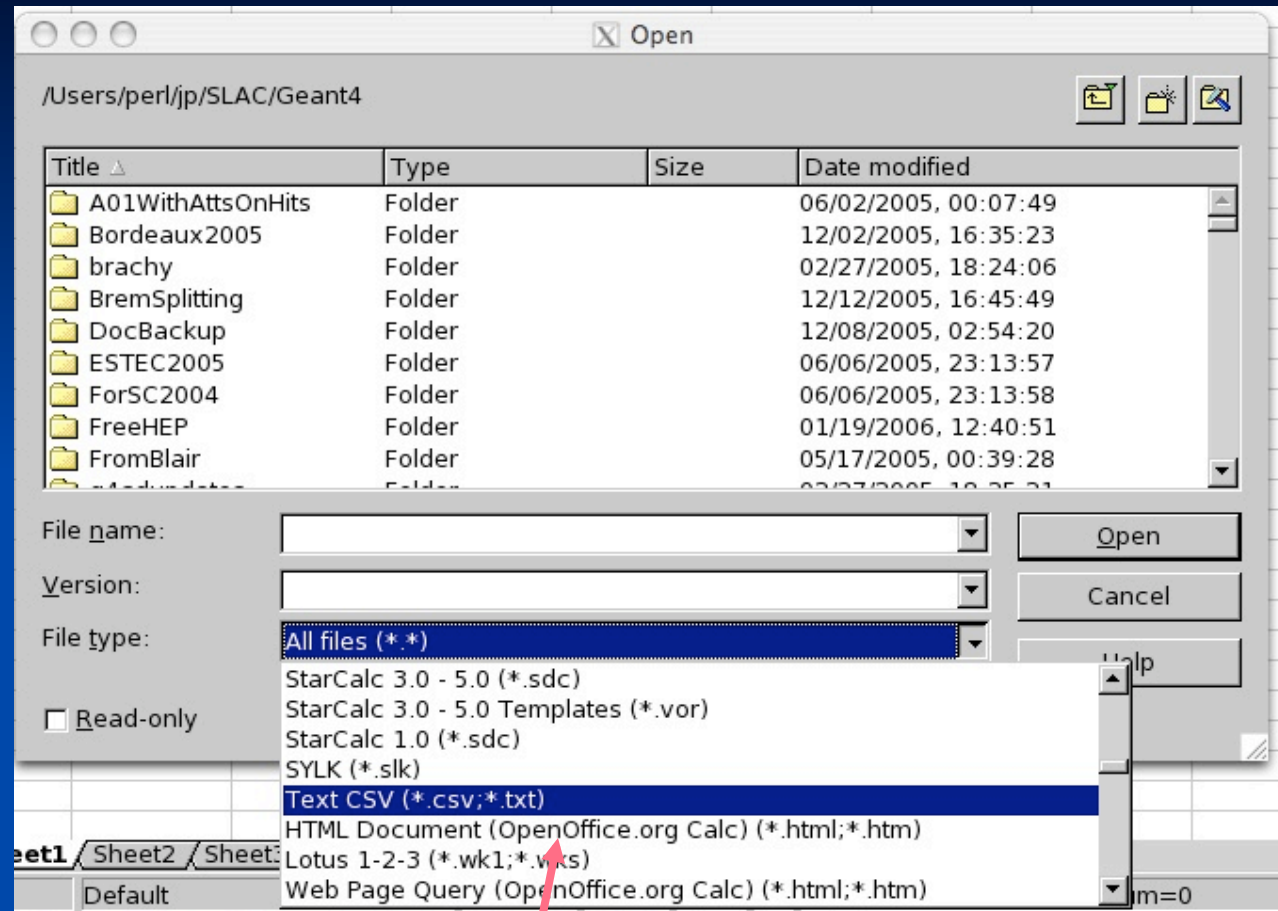 Open
/Users/perl/jp/SLAC/Geant4
Title Type Size Date modified
A01WithAttsOnHits Folder 06/02/2005, 00:07:49
Bordeaux2005 Folder 12/02/2005, 16:35:23
brachy Folder 02/27/2005, 18:24:06
BremSplitting Folder 12/12/2005, 16:45:49
DocBackup Folder 12/08/2005, 02:54:20
ESTEC2005 Folder 06/06/2005, 23:13:57
ForSC2004 Folder 06/06/2005, 23:13:58
FreeHEP Folder 01/19/2006, 12:40:51
FromBlair Folder 05/17/2005, 00:39:28
File name: Open
Version: Cancel
File type: All files (*.*)
Help
StarCalc 3.0 - 5.0 (*.sdc)
StarCalc 3.0 - 5.0 Templates (*.vor)
Read-only
StarCalc 1.0 (*.sdc)
SYLK (*.slk)
Text CSV (*.csv;*.txt)
HTML Document (OpenOffice.org Calc) (*.html;*.htm)
eet1 Sheet2 Sheet3
Lotus 1-2-3 (*.wk1;*.wks)
Web Page Query (OpenOffice.org Calc) (*.html;*.htm)
Default um=0